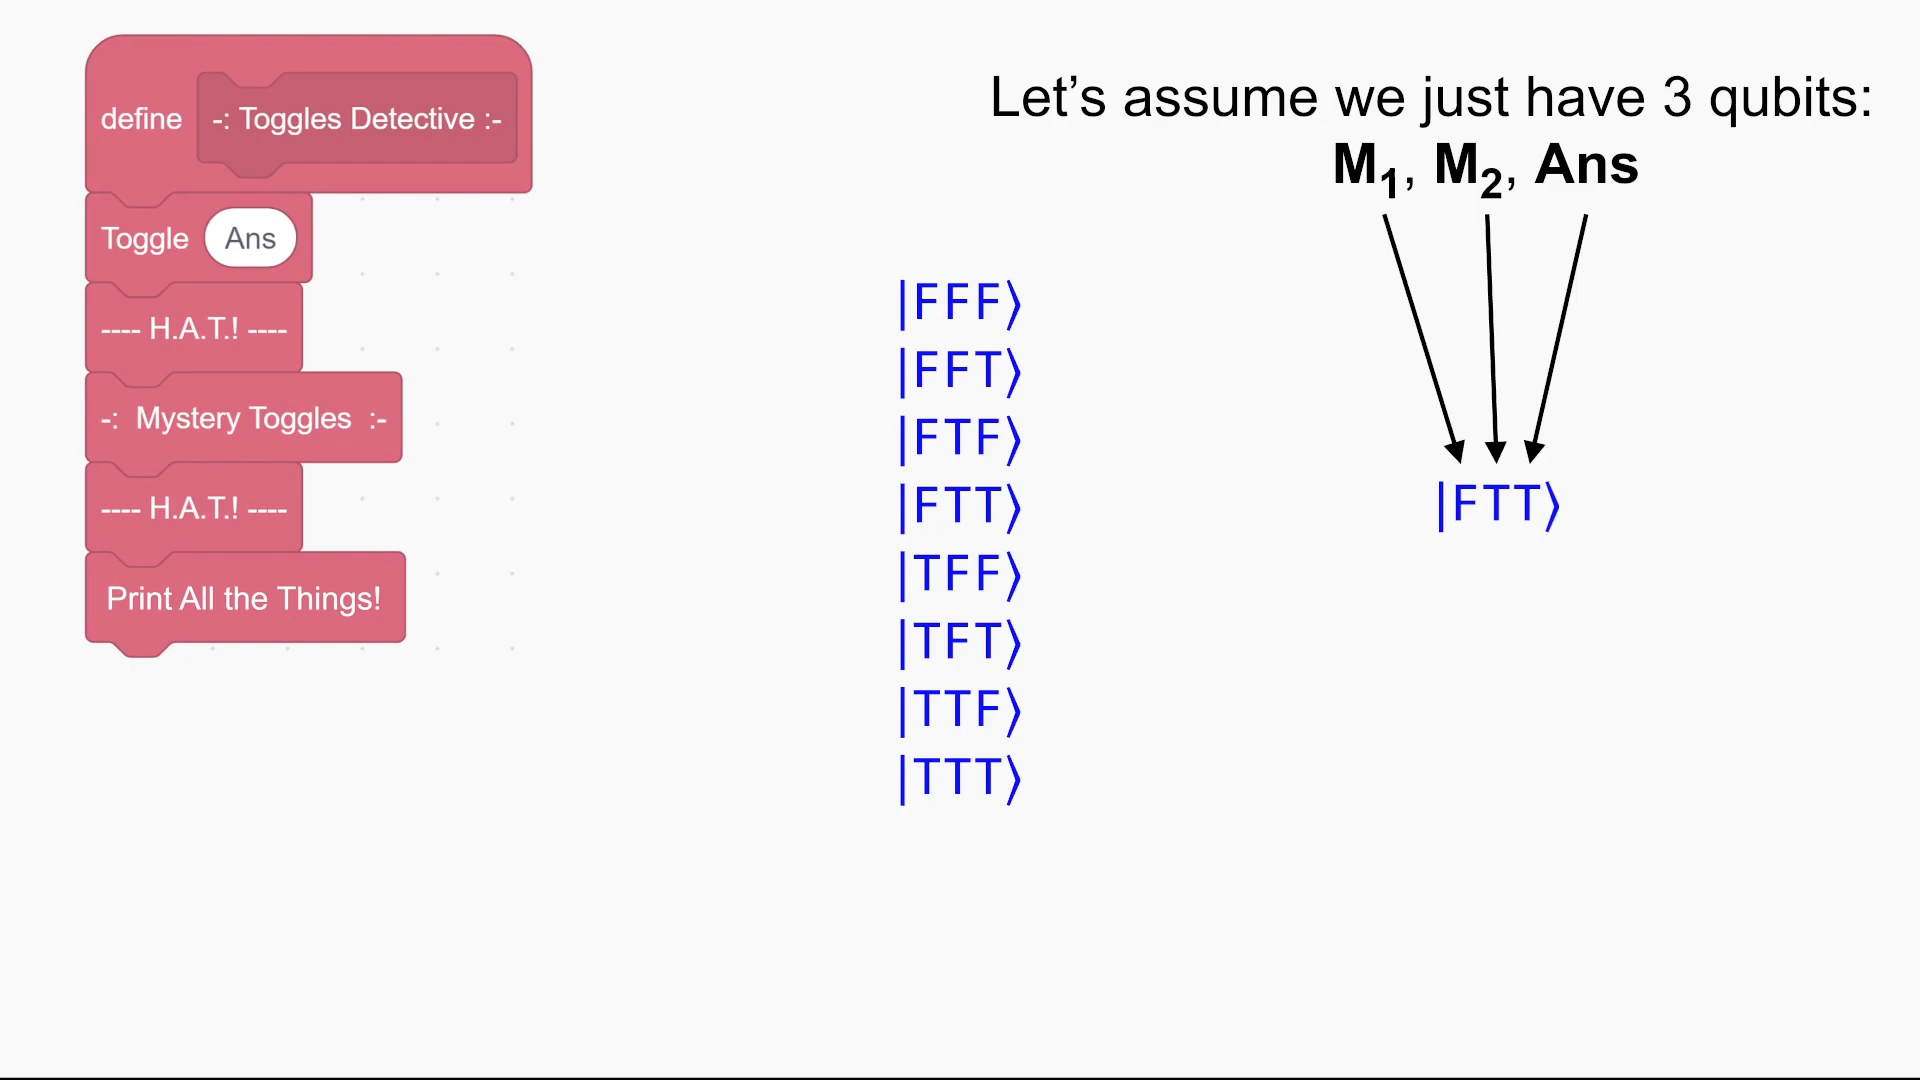 define -: Toggles Detective :-
Toggle Ans
---- H.A.T.! ----
-: Mystery Toggles :-
---- H.A.T.! ----
Print All the Things!
Let’s assume we just have 3 qubits:
M₁, M₂, Ans
|FFF⟩
|FFT⟩
|FTF⟩
|FTT⟩
|TFF⟩
|TFT⟩
|TTF⟩
|TTT⟩
|FTT⟩